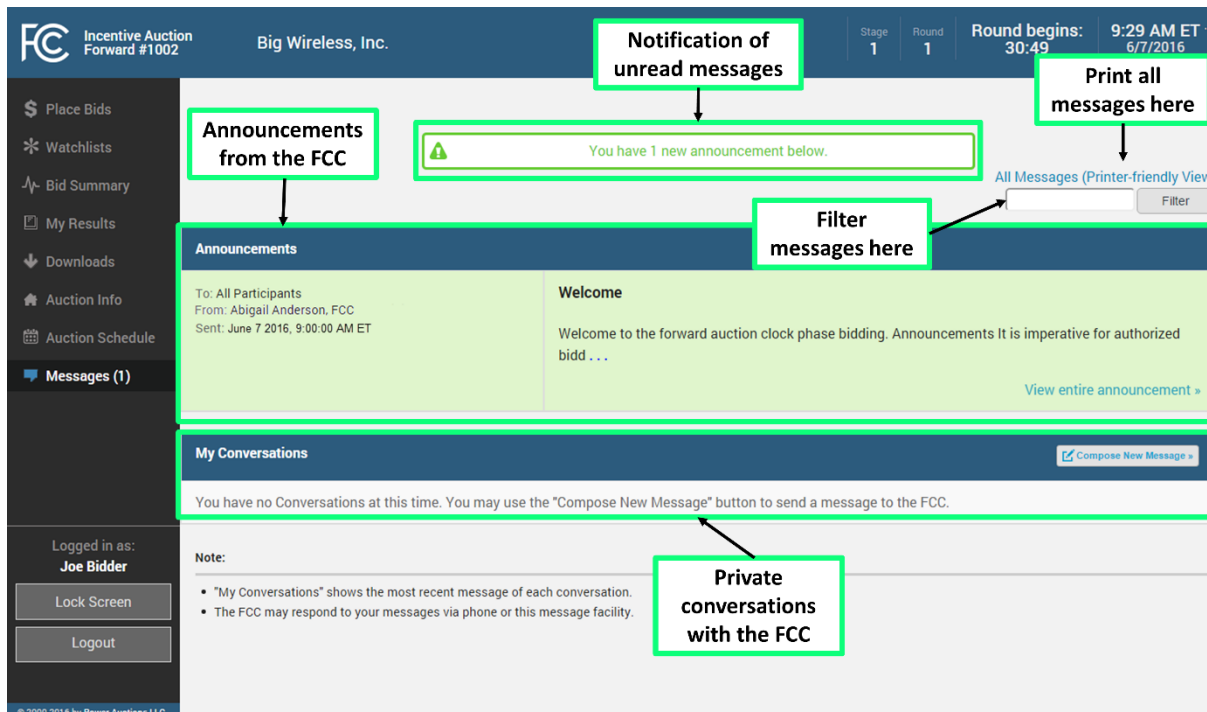 FCC
Incentive Auction
Forward #1002
Big Wireless, Inc.
Notification of
unread messages
Stage
1
Round
1
Round begins:
30:49
9:29 AM ET
6/7/2016
Print all
messages here
$ Place Bids
Watchlists
Bid Summary
My Results
Downloads
Auction Info
Auction Schedule
Messages (1)
Announcements
from the FCC
You have 1 new announcement below.
All Messages (Printer-friendly View
Filter
Filter
messages here
Announcements
To: All Participants
From: Abigail Anderson, FCC
Sent: June 7 2016, 9:00:00 AM ET
Welcome
Welcome to the forward auction clock phase bidding. Announcements It is imperative for authorized
bidd . . .
View entire announcement »
My Conversations
Compose New Message »
You have no Conversations at this time. You may use the "Compose New Message" button to send a message to the FCC.
Note:
• "My Conversations" shows the most recent message of each conversation.
• The FCC may respond to your messages via phone or this message facility.
Private
conversations
with the FCC
Logged in as:
Joe Bidder
Lock Screen
Logout
© 2000-2016 by Power Auctions LLC